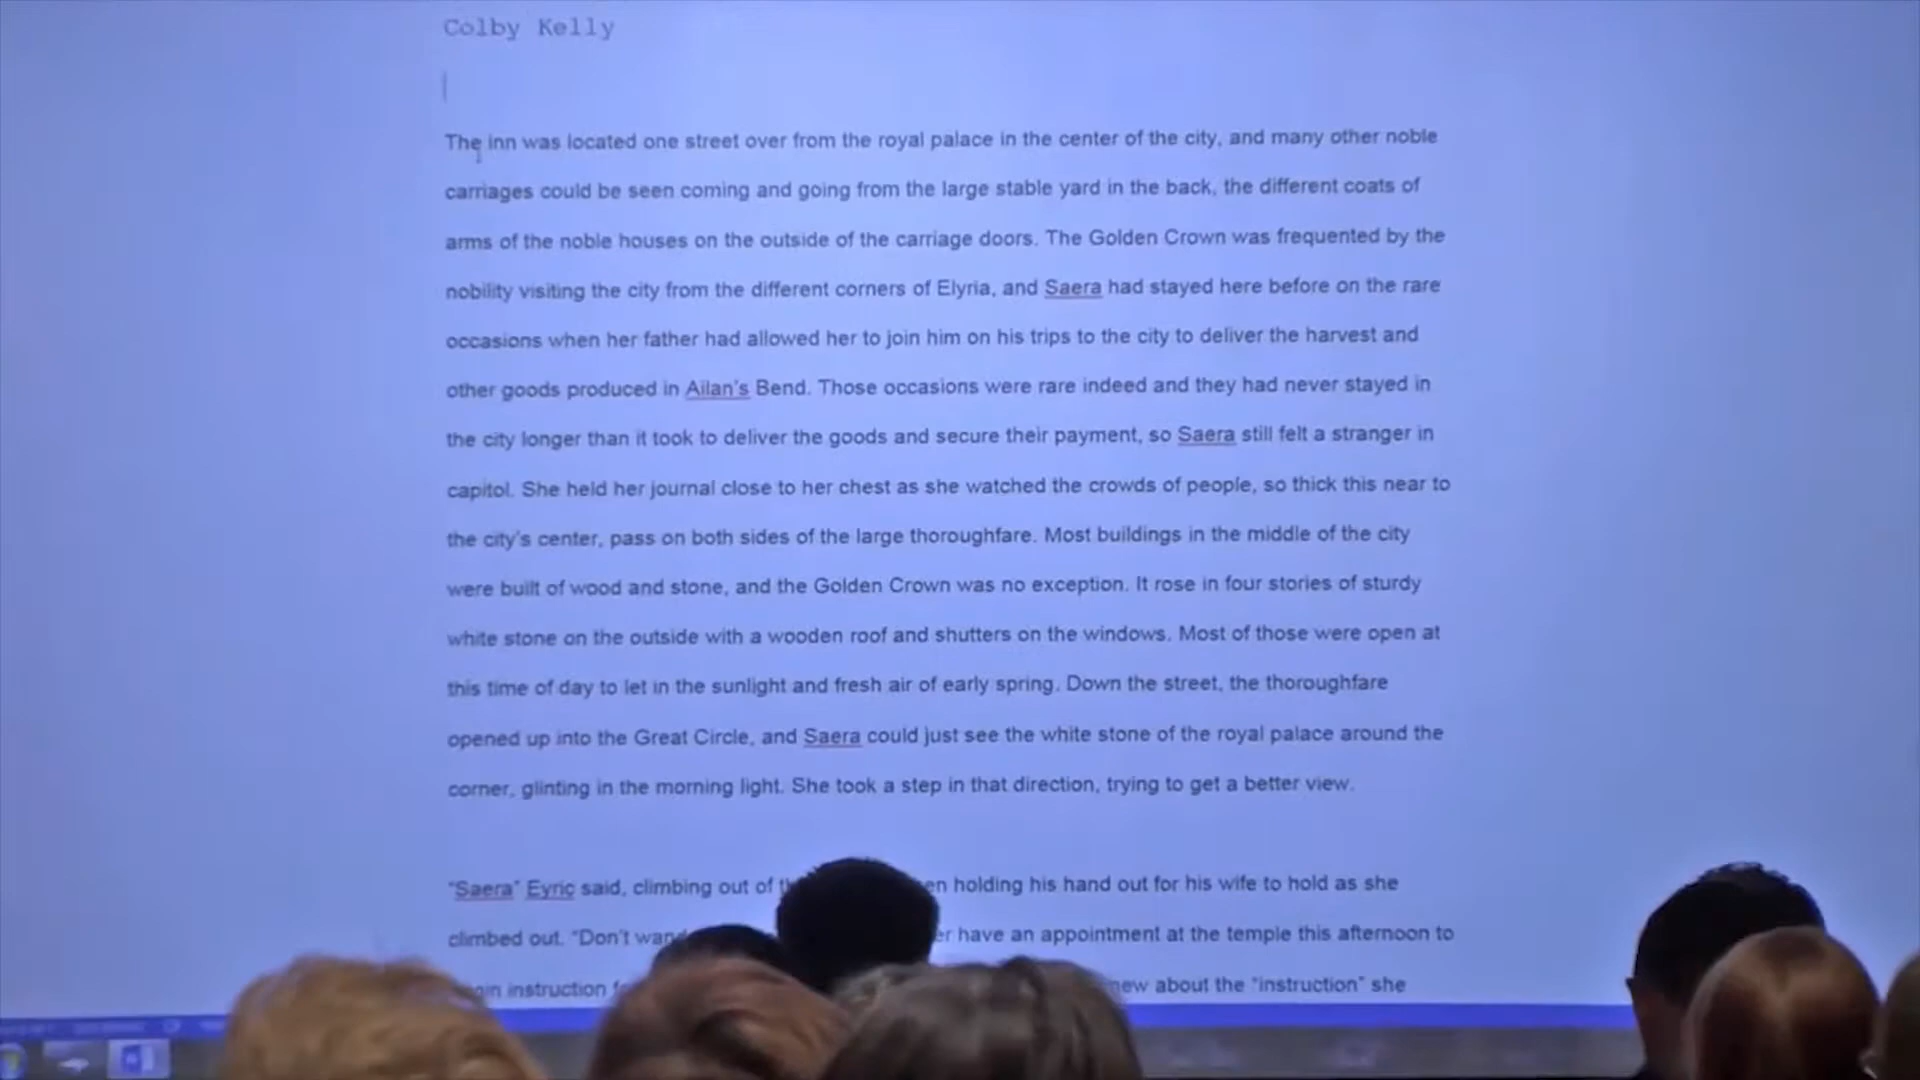 Colby Kelly
The inn was located one street over from the royal palace in the center of the city, and many other noble
carriages could be seen coming and going from the large stable yard in the back, the different coats of
arms of the noble houses on the outside of the carriage doors. The Golden Crown was frequented by the
nobility visiting the city from the different corners of Elyria, and Saera had stayed here before on the rare
occasions when her father had allowed her to join him on his trips to the city to deliver the harvest and
other goods produced in Ailan's Bend. Those occasions were rare indeed and they had never stayed in
the city longer than it took to deliver the goods and secure their payment, so Saera still felt a stranger in
capitol. She held her journal close to her chest as she watched the crowds of people, so thick this near to
the city's center, pass on both sides of the large thoroughfare. Most buildings in the middle of the city
were built of wood and stone, and the Golden Crown was no exception. It rose in four stories of sturdy
white stone on the outside with a wooden roof and shutters on the windows. Most of those were open at
this time of day to let in the sunlight and fresh air of early spring. Down the street, the thoroughfare
opened up into the Great Circle, and Saera could just see the white stone of the royal palace around the
corner, glinting in the morning light. She took a step in that direction, trying to get a better view.
"Saera" Eyric said, climbing out of holding his hand out for his wife to hold as she
climbed out. "Don't have an appointment at the temple this afternoon to
instruction about the "instruction" she